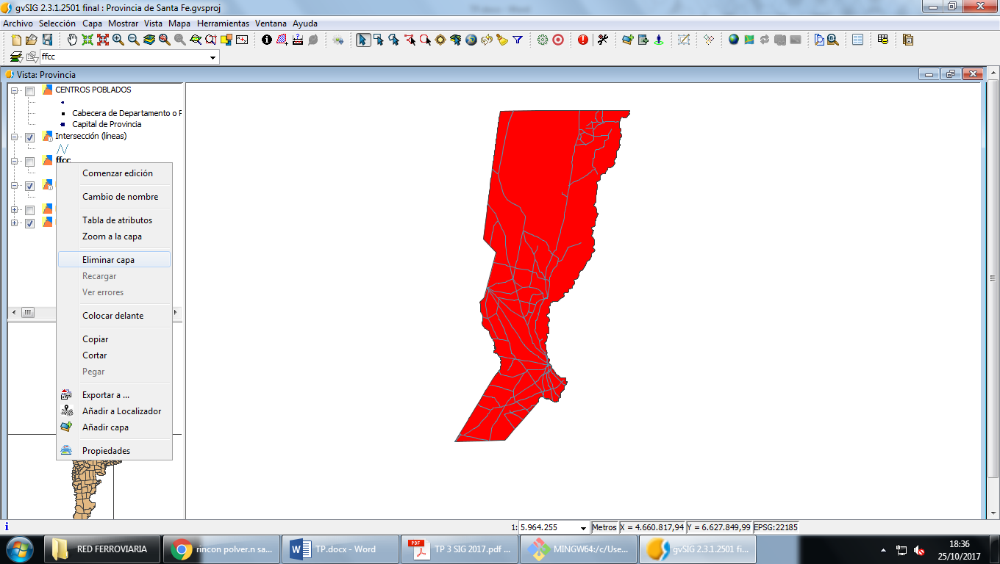 gvSIG 2.3.1.2501 final : Provincia de Santa Fe.gvsproj
Archivo Selección Capa Mostrar Vista Mapa Herramientas Ventana Ayuda
ffcc
Vista: Provincia
CENTROS POBLADOS
Cabecera de Departamento o P
Capital de Provincia
Intersección (líneas)
ffcc
Comenzar edición
Cambio de nombre
Tabla de atributos
Zoom a la capa
Eliminar capa
Recargar
Ver errores
Colocar delante
Copiar
Cortar
Pegar
Exportar a ...
Añadir a Localizador
Añadir capa
Propiedades
1: 5.964.255 Metros X = 4.660.817,94 Y = 6.627.849,99 EPSG:22185
RED FERROVIARIA
rincon polver.n sa...
TP.docx - Word
PDF
TP 3 SIG 2017.pdf ...
MINGW64:/c/Use...
gvSIG 2.3.1.2501 fi...
18:36
25/10/2017